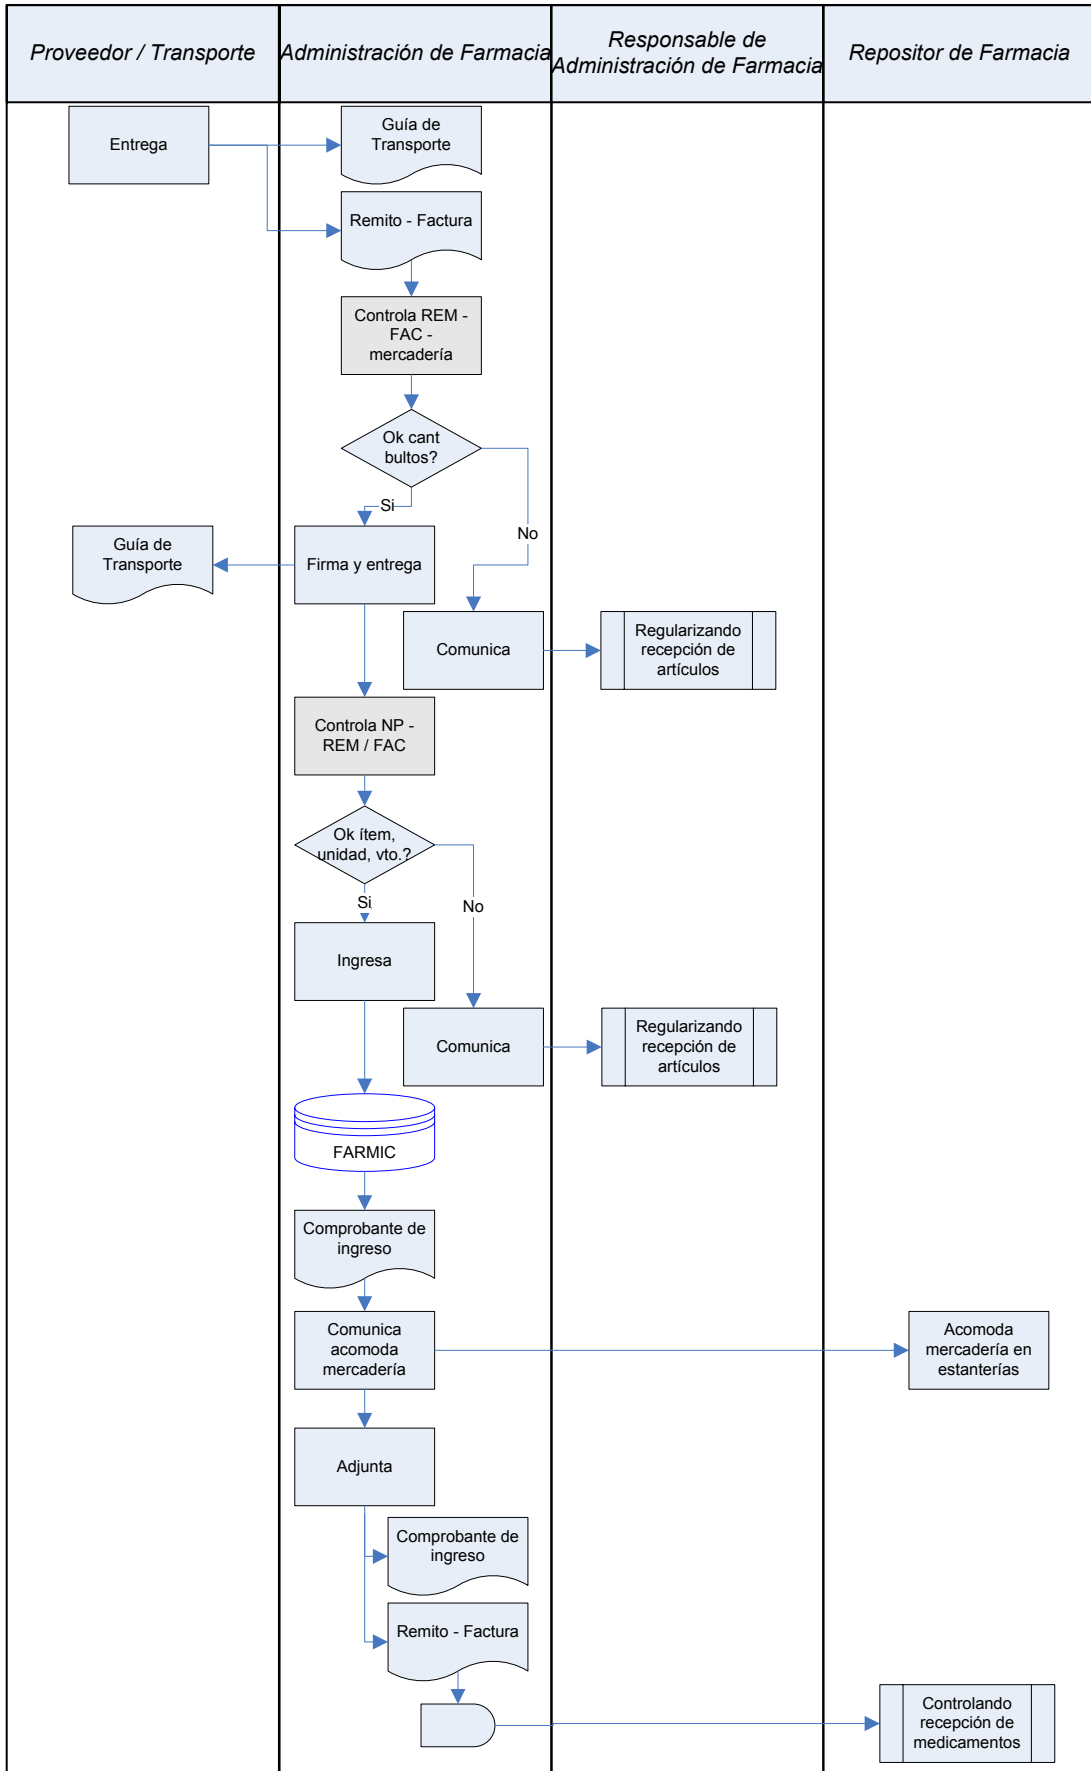 Proveedor / Transporte
Administración de Farmacia
Responsable de
Administración de Farmacia
Repositor de Farmacia
Entrega
Guía de
Transporte
Remito - Factura
Controla REM -
FAC -
mercadería
Ok cant
bultos?
Si
No
Guía de
Transporte
Firma y entrega
Comunica
Regularizando
recepción de
artículos
Controla NP -
REM / FAC
Ok ítem,
unidad, vto.?
Si
No
Ingresa
Comunica
Regularizando
recepción de
artículos
FARMIC
Comprobante de
ingreso
Comunica
acomoda
mercadería
Acomoda
mercadería en
estanterías
Adjunta
Comprobante de
ingreso
Remito - Factura
Controlando
recepción de
medicamentos